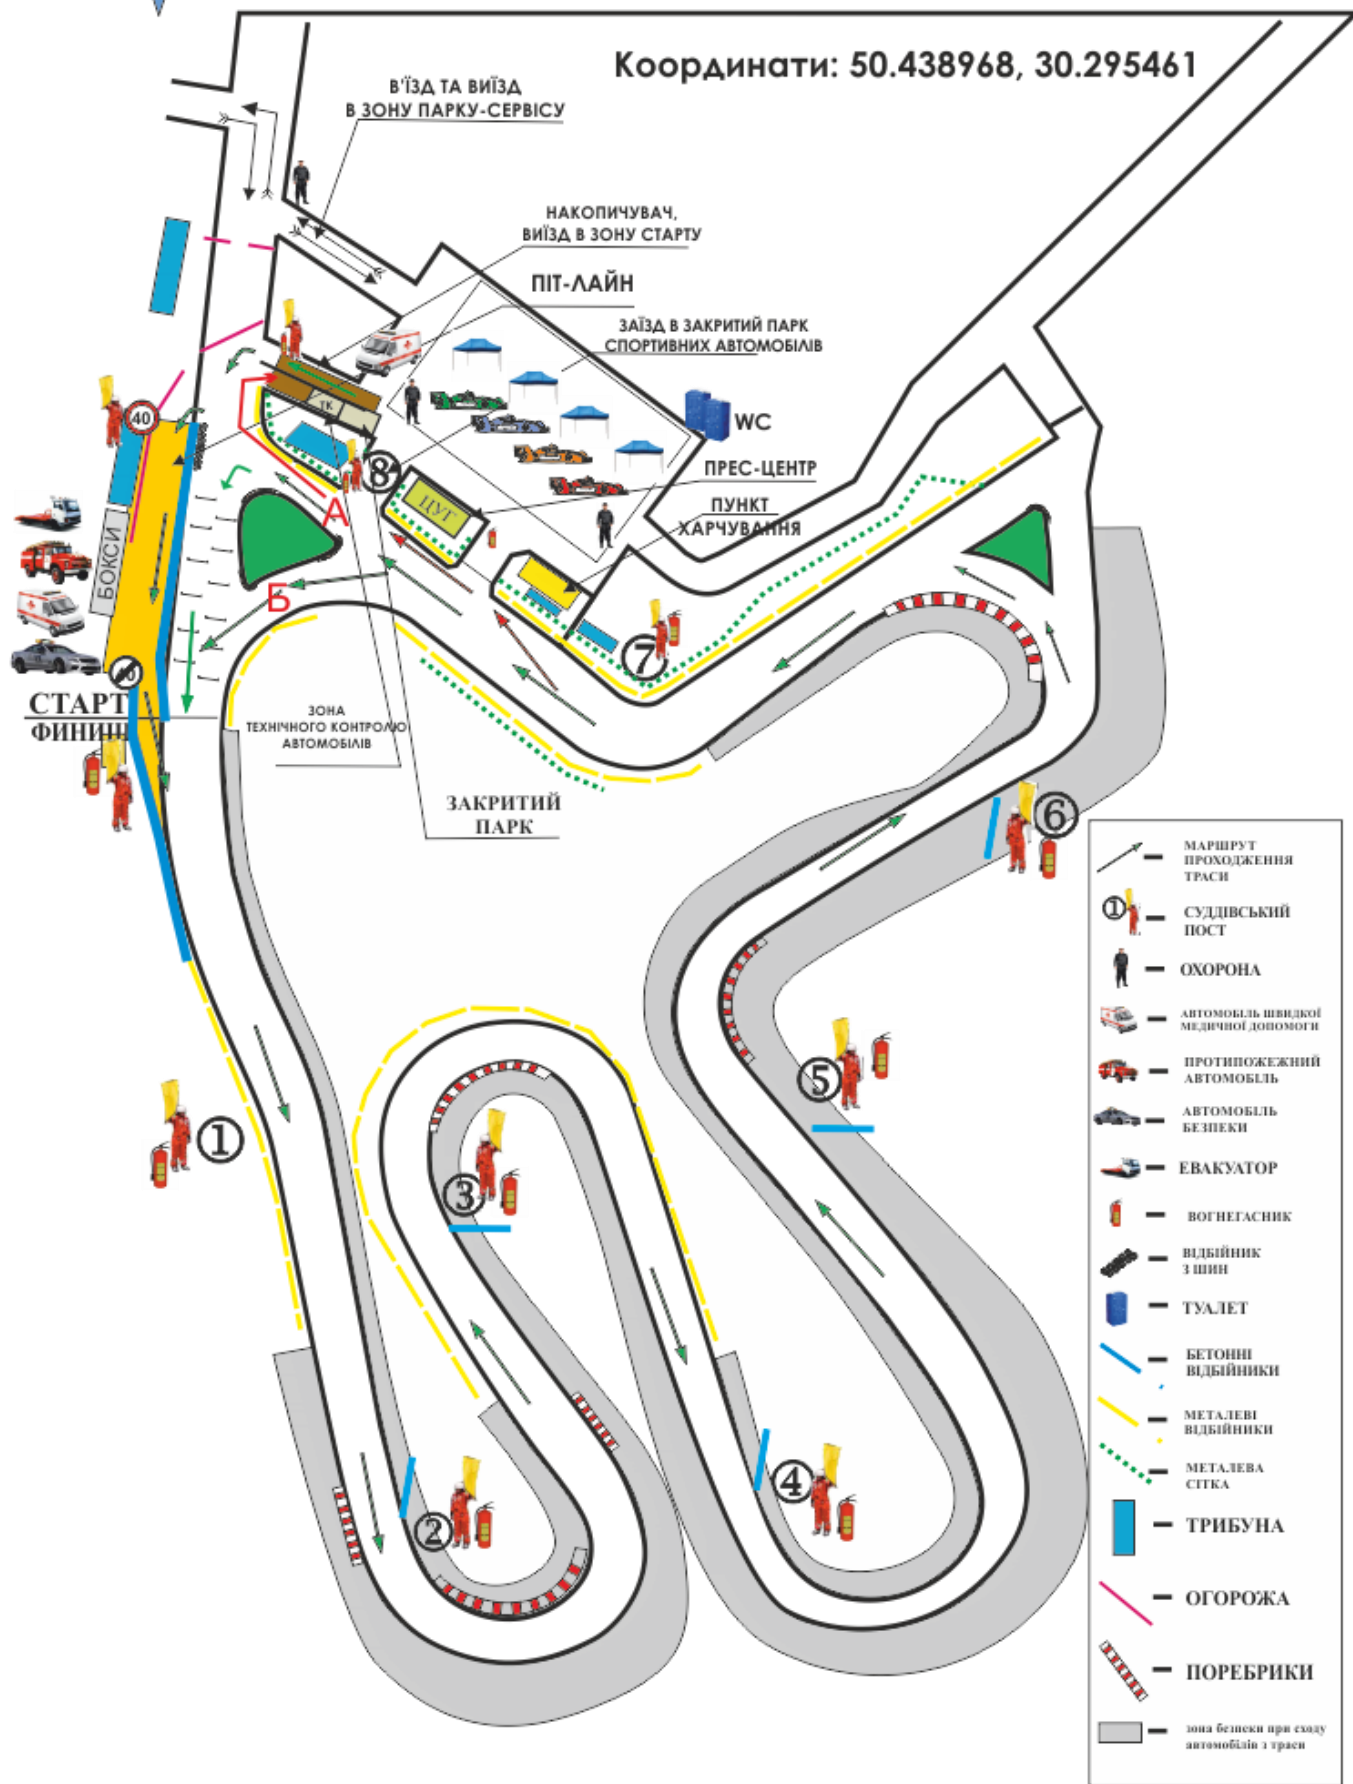 Координати: 50.438968, 30.295461
В'ЇЗД ТА ВИЇЗД
В ЗОНУ ПАРКУ-СЕРВІСУ
НАКОПИЧУВАЧ,
ВИЇЗД В ЗОНУ СТАРТУ
ПІТ-ЛАЙН
ЗАЇЗД В ЗАКРИТИЙ ПАРК
СПОРТИВНИХ АВТОМОБІЛІВ
ТК
40
WC
8
ПРЕС-ЦЕНТР
ЦУГ
ПУНКТ
ХАРЧУВАННЯ
А
БОКСИ
Б
7
СТАРТ
ФИНИШ
ЗОНА
ТЕХНІЧНОГО КОНТРОЛЮ
АВТОМОБІЛІВ
ЗАКРИТИЙ
ПАРК
6
5
1
3
4
2
МАРШРУТ
ПРОХОДЖЕННЯ
ТРАСИ
1
СУДДІВСЬКИЙ
ПОСТ
ОХОРОНА
АВТОМОБІЛЬ ШВИДКОЇ
МЕДИЧНОЇ ДОПОМОГИ
ПРОТИПОЖЕЖНИЙ
АВТОМОБІЛЬ
АВТОМОБІЛЬ
БЕЗПЕКИ
ЕВАКУАТОР
ВОГНЕГАСНИК
ВІДБІЙНИК
З ШИН
ТУАЛЕТ
БЕТОННІ
ВІДБІЙНИКИ
МЕТАЛЕВІ
ВІДБІЙНИКИ
МЕТАЛЕВА
СІТКА
ТРИБУНА
ОГОРОЖА
ПОРЕБРИКИ
зона безпеки при сходу
автомобілів з траси